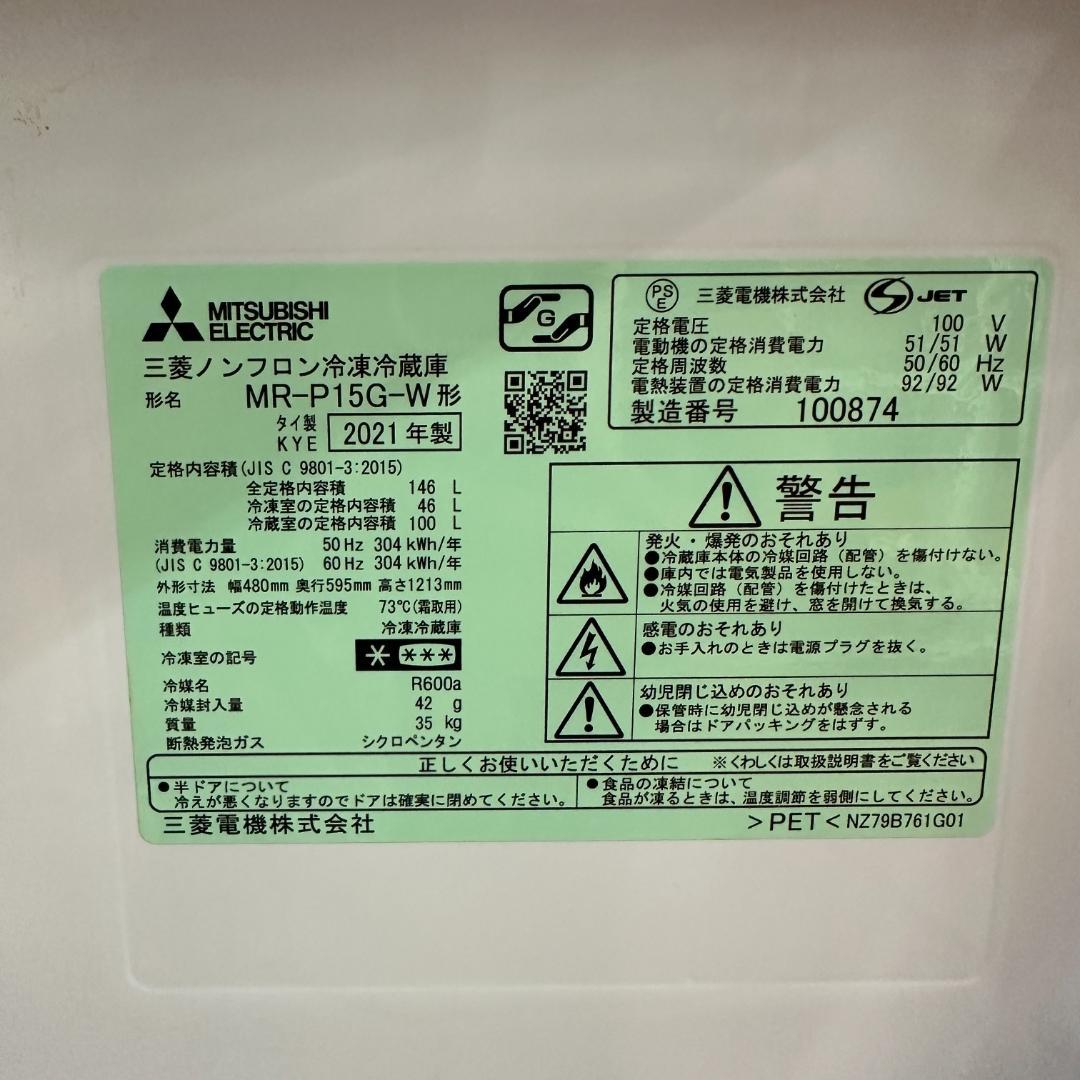 MITSUBISHI
ELECTRIC
三菱ノンフロン冷凍冷蔵庫
形名 MR-P15G-W形
タイ製
KYE 2021年製
定格内容積(JIS C 9801-3:2015)
全定格内容積 146 L
冷凍室の定格内容積 46 L
冷蔵室の定格内容積 100 L
消費電力量 50Hz 304kWh/年
(JIS C 9801-3:2015) 60Hz 304kWh/年
外形寸法 幅480mm 奥行595mm 高さ1213mm
温度ヒューズの定格動作温度 73℃(霜取用)
種類 冷凍冷蔵庫
冷凍室の記号 * ***
冷媒名 R600a
冷媒封入量 42 g
質量 35 kg
断熱発泡ガス シクロペンタン
G
PS
E
三菱電機株式会社 S JET
定格電圧 100 V
電動機の定格消費電力 51/51 W
定格周波数 50/60 Hz
電熱装置の定格消費電力 92/92 W
製造番号 100874
警告
発火・爆発のおそれあり
●冷蔵庫本体の冷媒回路（配管）を傷付けない。
●庫内では電気製品を使用しない。
●冷媒回路（配管）を傷付けたときは、
火気の使用を避け、窓を開けて換気する。
感電のおそれあり
●お手入れのときは電源プラグを抜く。
幼児閉じ込めのおそれあり
●保管時に幼児閉じ込めが懸念される
場合はドアパッキングをはずす。
正しくお使いいただくために ※くわしくは取扱説明書をご覧ください
●半ドアについて
冷えが悪くなりますのでドアは確実に閉めてください。
●食品の凍結について
食品が凍るときは、温度調節を弱側にしてください。
三菱電機株式会社
>PET< NZ79B761G01